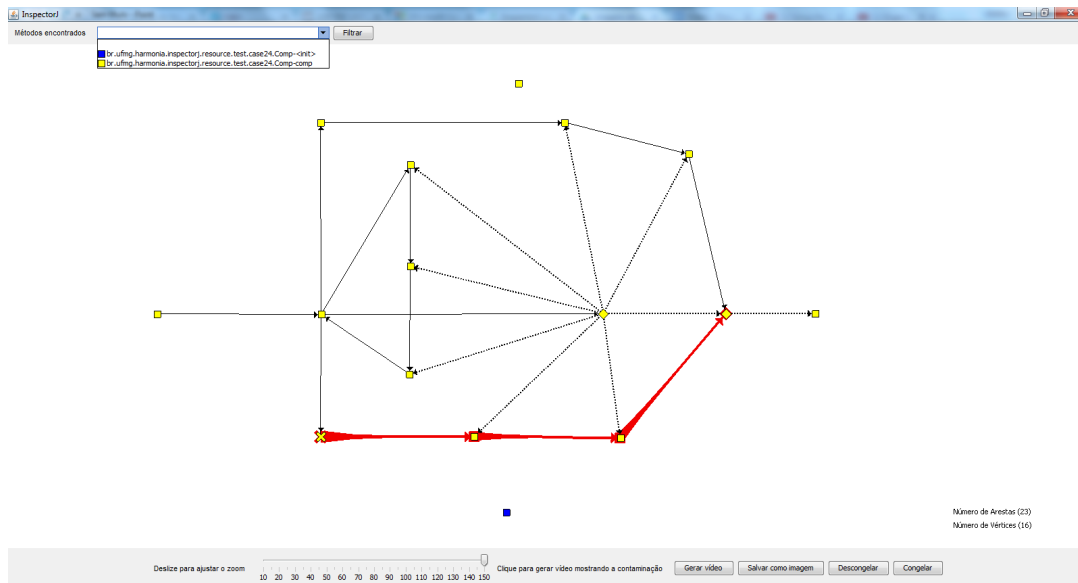 InspectorJ
Métodos encontrados
Filtrar
br.ufmg.harmonia.inspectorj.resource.test.case24.Comp-<init>
br.ufmg.harmonia.inspectorj.resource.test.case24.Comp-comp
Número de Arestas (23)
Número de Vértices (16)
Deslize para ajustar o zoom
10 20 30 40 50 60 70 80 90 100 110 120 130 140 150
Clique para gerar vídeo mostrando a contaminação
Gerar vídeo
Salvar como imagem
Descongelar
Congelar